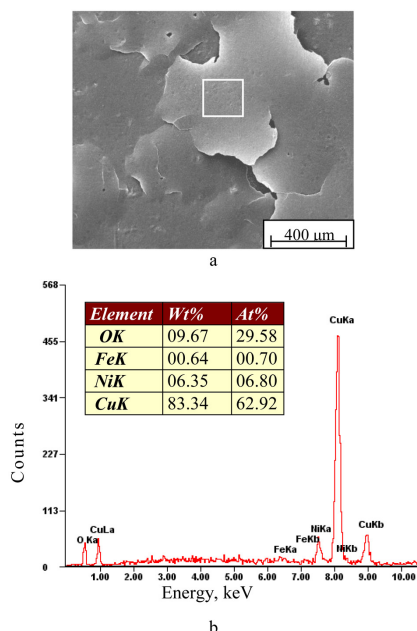 400 µm
a
568
455
341
227
113
Counts
Element Wt% At%
OK 09.67 29.58
FeK 00.64 00.70
NiK 06.35 06.80
CuK 83.34 62.92
CuKa
O Ka
CuLa
FeKa
FeKb
NiKa
NiKb
CuKb
1.00 2.00 3.00 4.00 5.00 6.00 7.00 8.00 9.00 10.00
Energy, keV
b